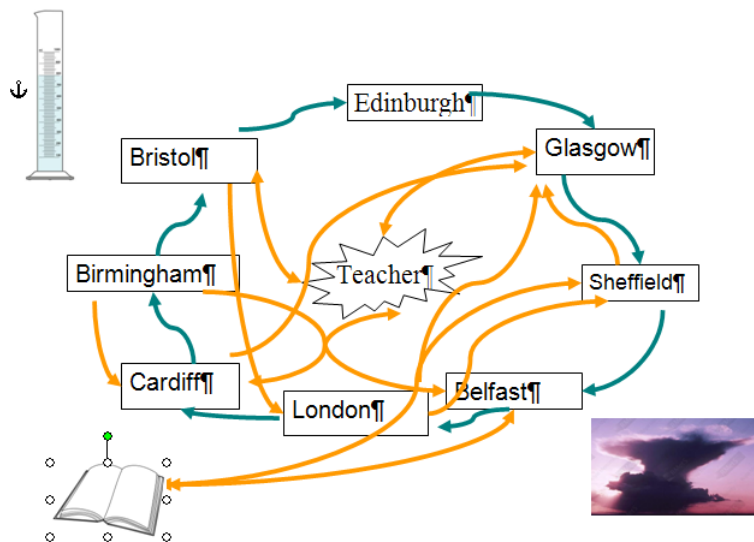 Edinburgh¶
Bristol¶
Glasgow¶
Teacher¶
Birmingham¶
Sheffield¶
Cardiff¶
London¶
Belfast¶